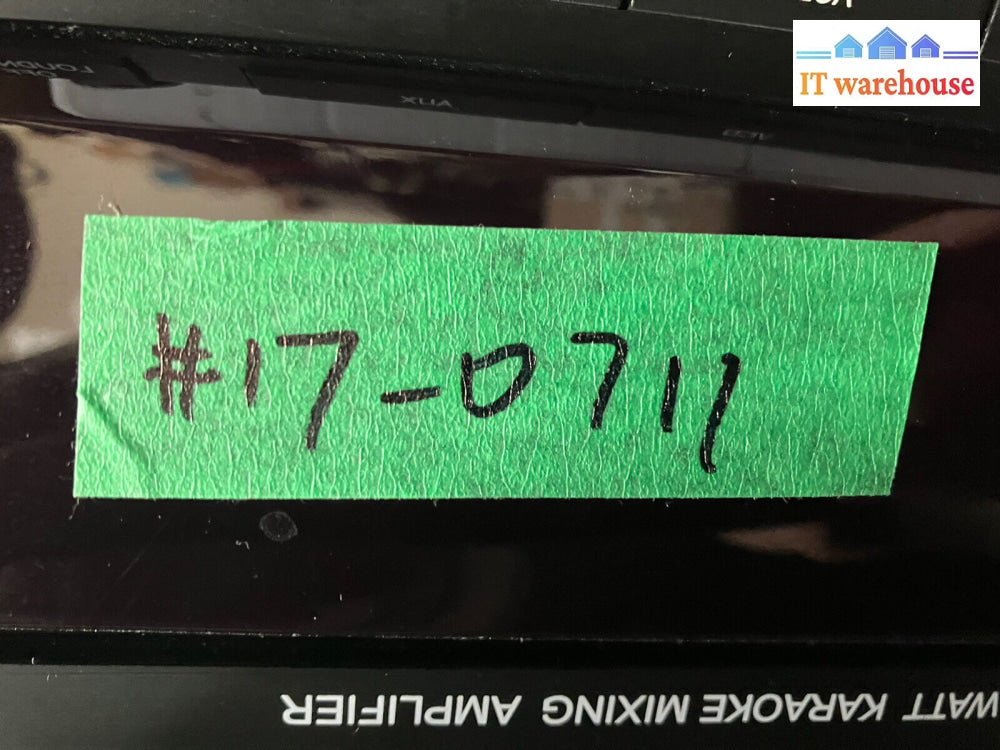 IT warehouse
AUX
#17-0711
WATT KARAOKE MIXING AMPLIFIER